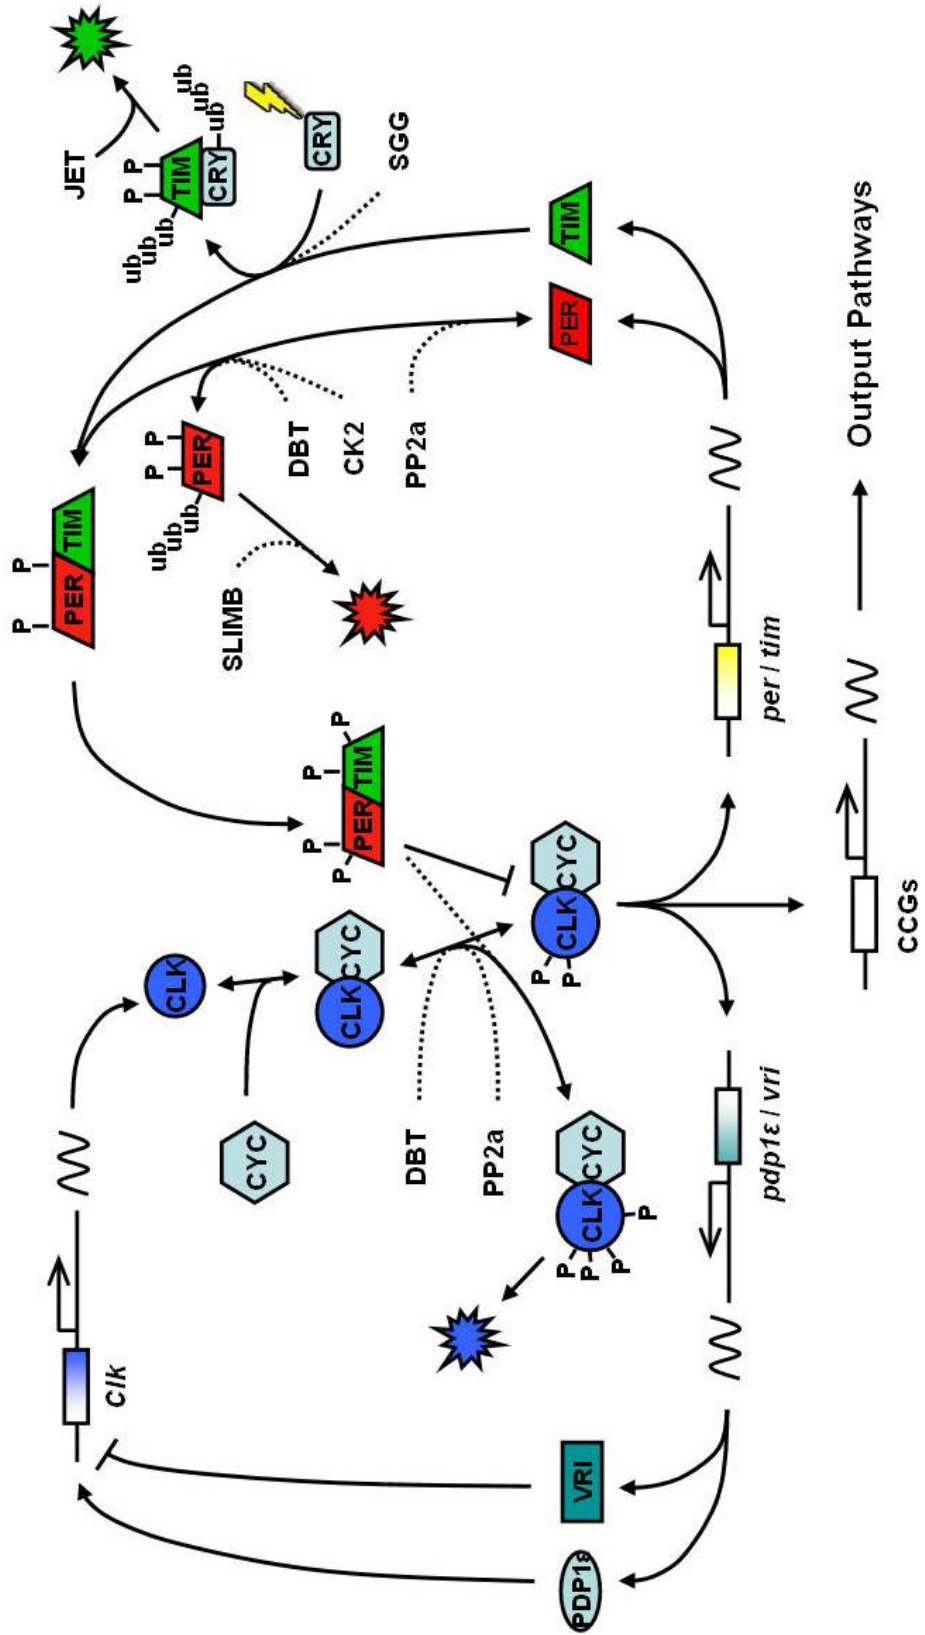 Clk
CLK
CYC
CLK
CYC
DBT
PP2a
CLK
CYC
P
P
P
P
VRI
PDP1ε
pdp1ε / vri
CLK
CYC
P
P
PER
TIM
P
P
P
P
PER
TIM
P
P
SLIMB
PER
P
P
ub
ub
ub
DBT
CK2
PP2a
PER
TIM
per / tim
SGG
CRY
TIM
CRY
P
P
ub
ub
ub
ub
ub
ub
JET
CCGs
Output Pathways